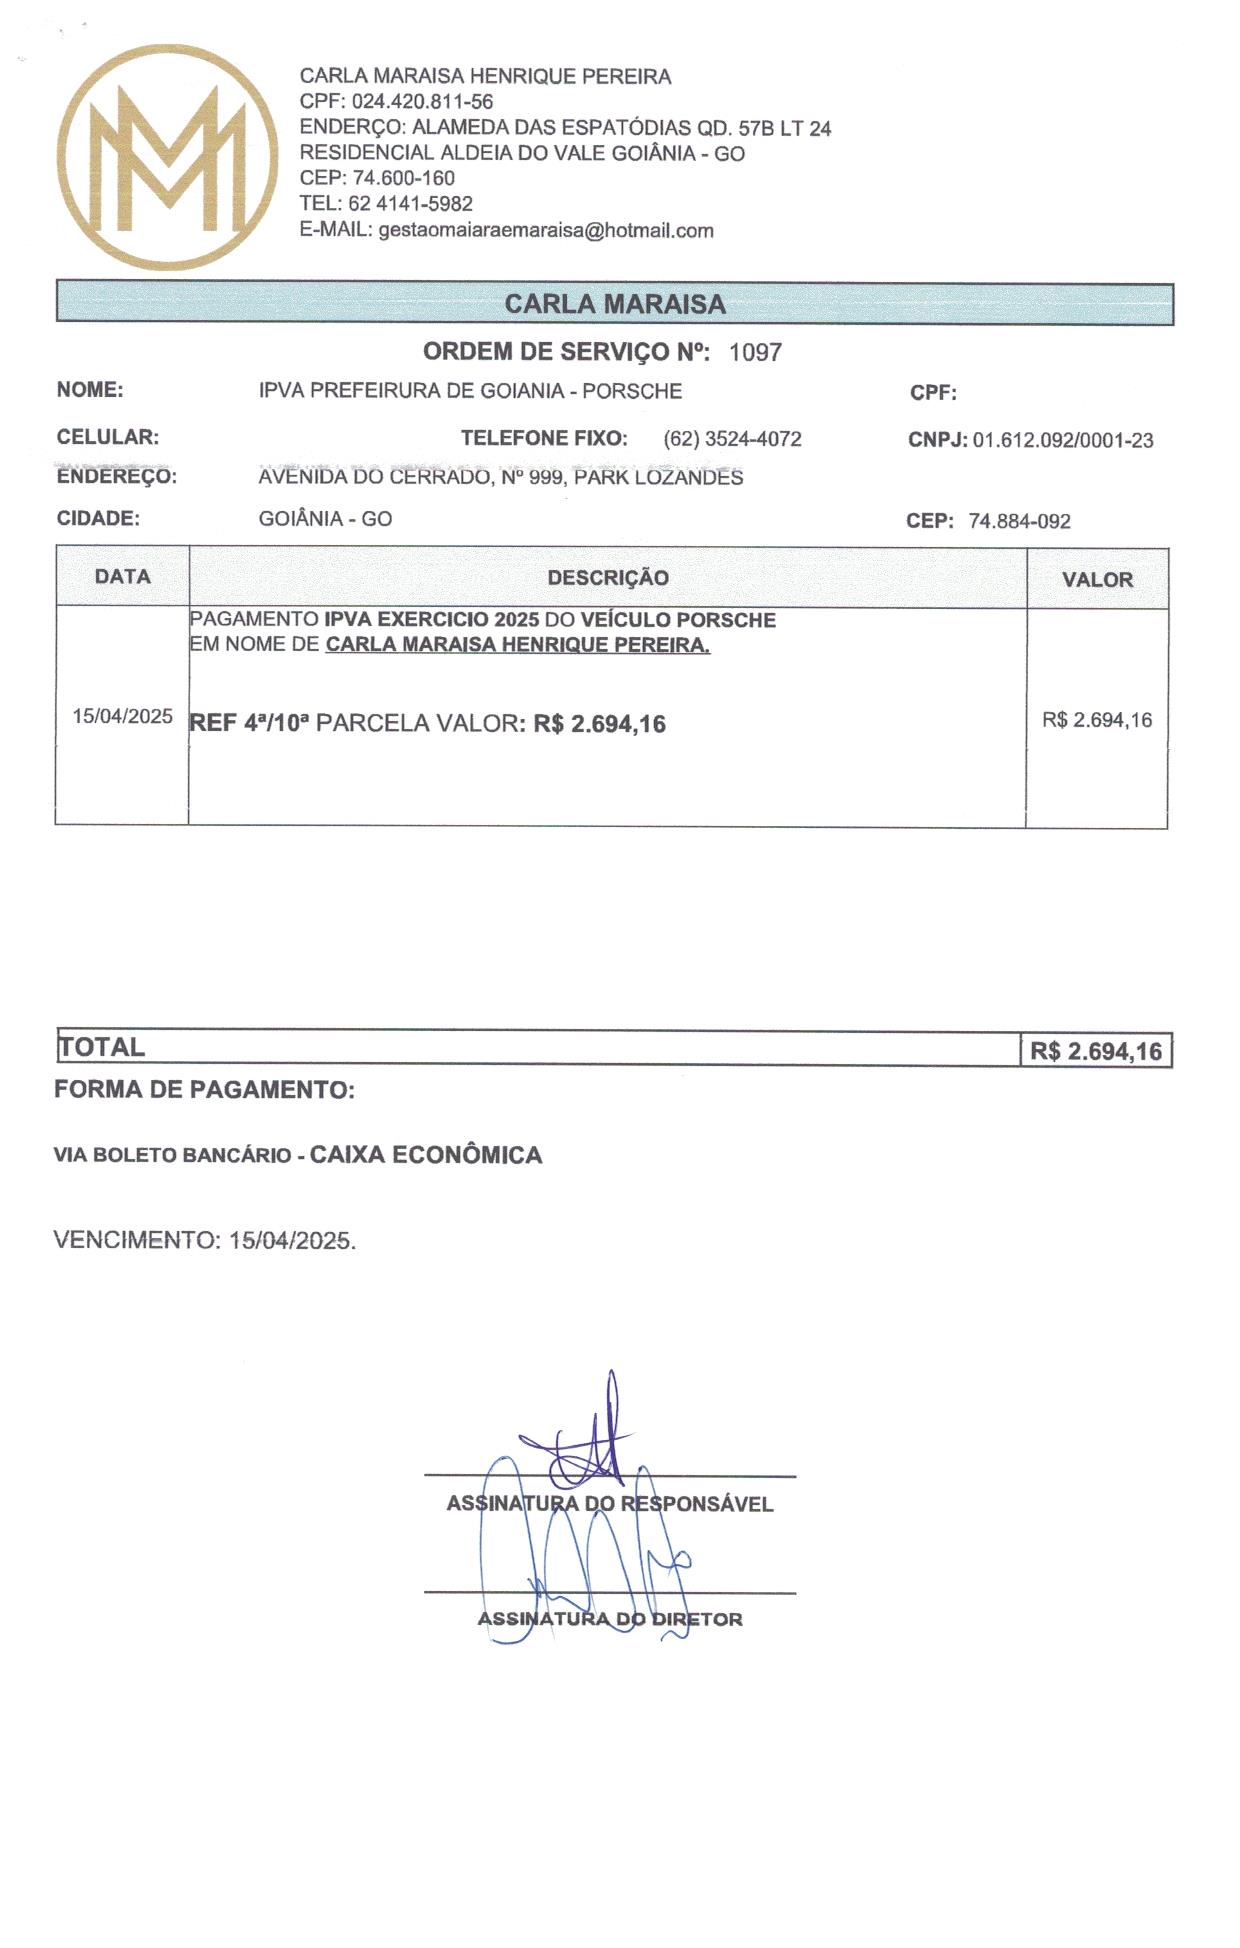 MM
CARLA MARAISA HENRIQUE PEREIRA
CPF: 024.420.811-56
ENDERÇO: ALAMEDA DAS ESPATÓDIAS QD. 57B LT 24
RESIDENCIAL ALDEIA DO VALE GOIÂNIA - GO
CEP: 74.600-160
TEL: 62 4141-5982
E-MAIL: gestaomaiaraemaraisa@hotmail.com
CARLA MARAISA
ORDEM DE SERVIÇO Nº: 1097
NOME: IPVA PREFEIRURA DE GOIANIA - PORSCHE CPF:
CELULAR: TELEFONE FIXO: (62) 3524-4072 CNPJ: 01.612.092/0001-23
ENDEREÇO: AVENIDA DO CERRADO, Nº 999, PARK LOZANDES
CIDADE: GOIÂNIA - GO CEP: 74.884-092
DATA DESCRIÇÃO VALOR
PAGAMENTO IPVA EXERCICIO 2025 DO VEÍCULO PORSCHE
EM NOME DE CARLA MARAISA HENRIQUE PEREIRA.
15/04/2025 REF 4ª/10ª PARCELA VALOR: R$ 2.694,16 R$ 2.694,16
TOTAL R$ 2.694,16
FORMA DE PAGAMENTO:
VIA BOLETO BANCÁRIO - CAIXA ECONÔMICA
VENCIMENTO: 15/04/2025.
ASSINATURA DO RESPONSÁVEL
ASSINATURA DO DIRETOR